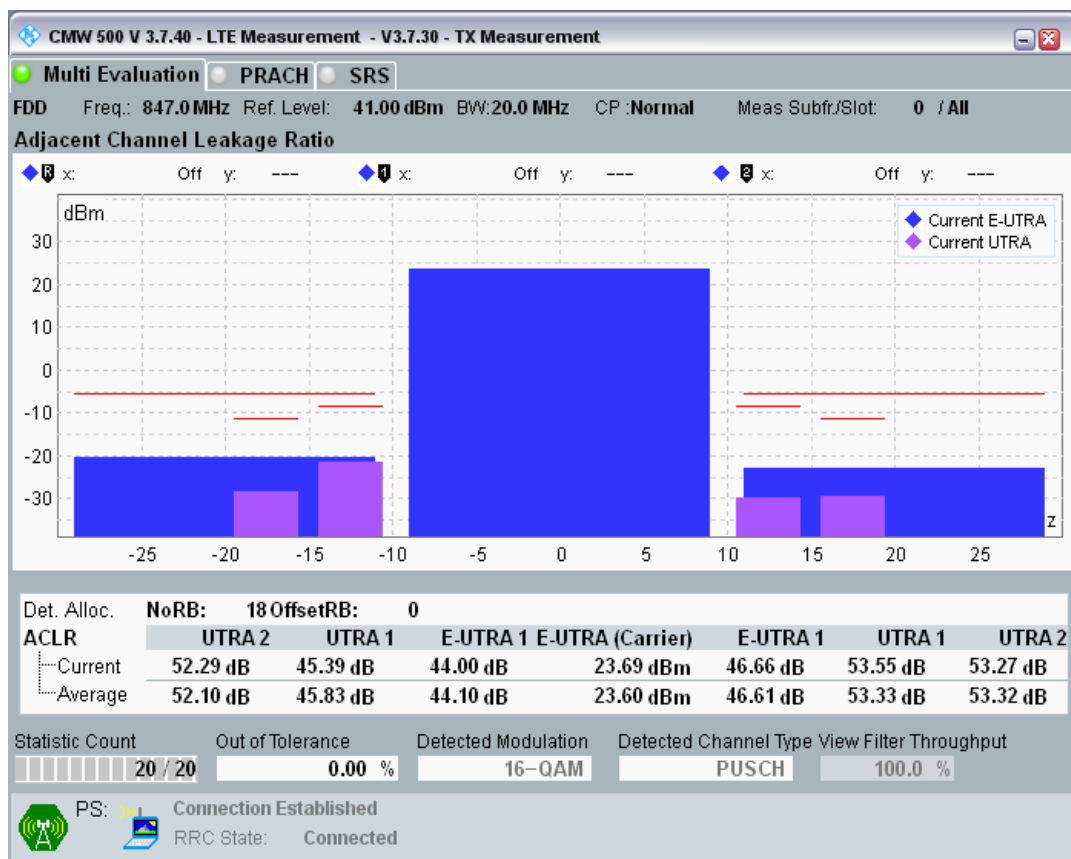 CMW 500 V 3.7.40 - LTE Measurement - V3.7.30 - TX Measurement
Multi Evaluation PRACH SRS
FDD Freq.: 847.0 MHz Ref. Level: 41.00 dBm BW: 20.0 MHz CP :Normal Meas Subfr./Slot: 0 / All
Adjacent Channel Leakage Ratio
R x: Off y: --- 1 x: Off y: --- 2 x: Off y: ---
dBm
Current E-UTRA
Current UTRA
30
20
10
0
-10
-20
-30
z
-25 -20 -15 -10 -5 0 5 10 15 20 25
Det. Alloc. NoRB: 18 OffsetRB: 0
ACLR UTRA 2 UTRA 1 E-UTRA 1 E-UTRA (Carrier) E-UTRA 1 UTRA 1 UTRA 2
Current 52.29 dB 45.39 dB 44.00 dB 23.69 dBm 46.66 dB 53.55 dB 53.27 dB
Average 52.10 dB 45.83 dB 44.10 dB 23.60 dBm 46.61 dB 53.33 dB 53.32 dB
Statistic Count Out of Tolerance Detected Modulation Detected Channel Type View Filter Throughput
20 / 20 0.00 % 16-QAM PUSCH 100.0 %
PS: Connection Established
RRC State: Connected